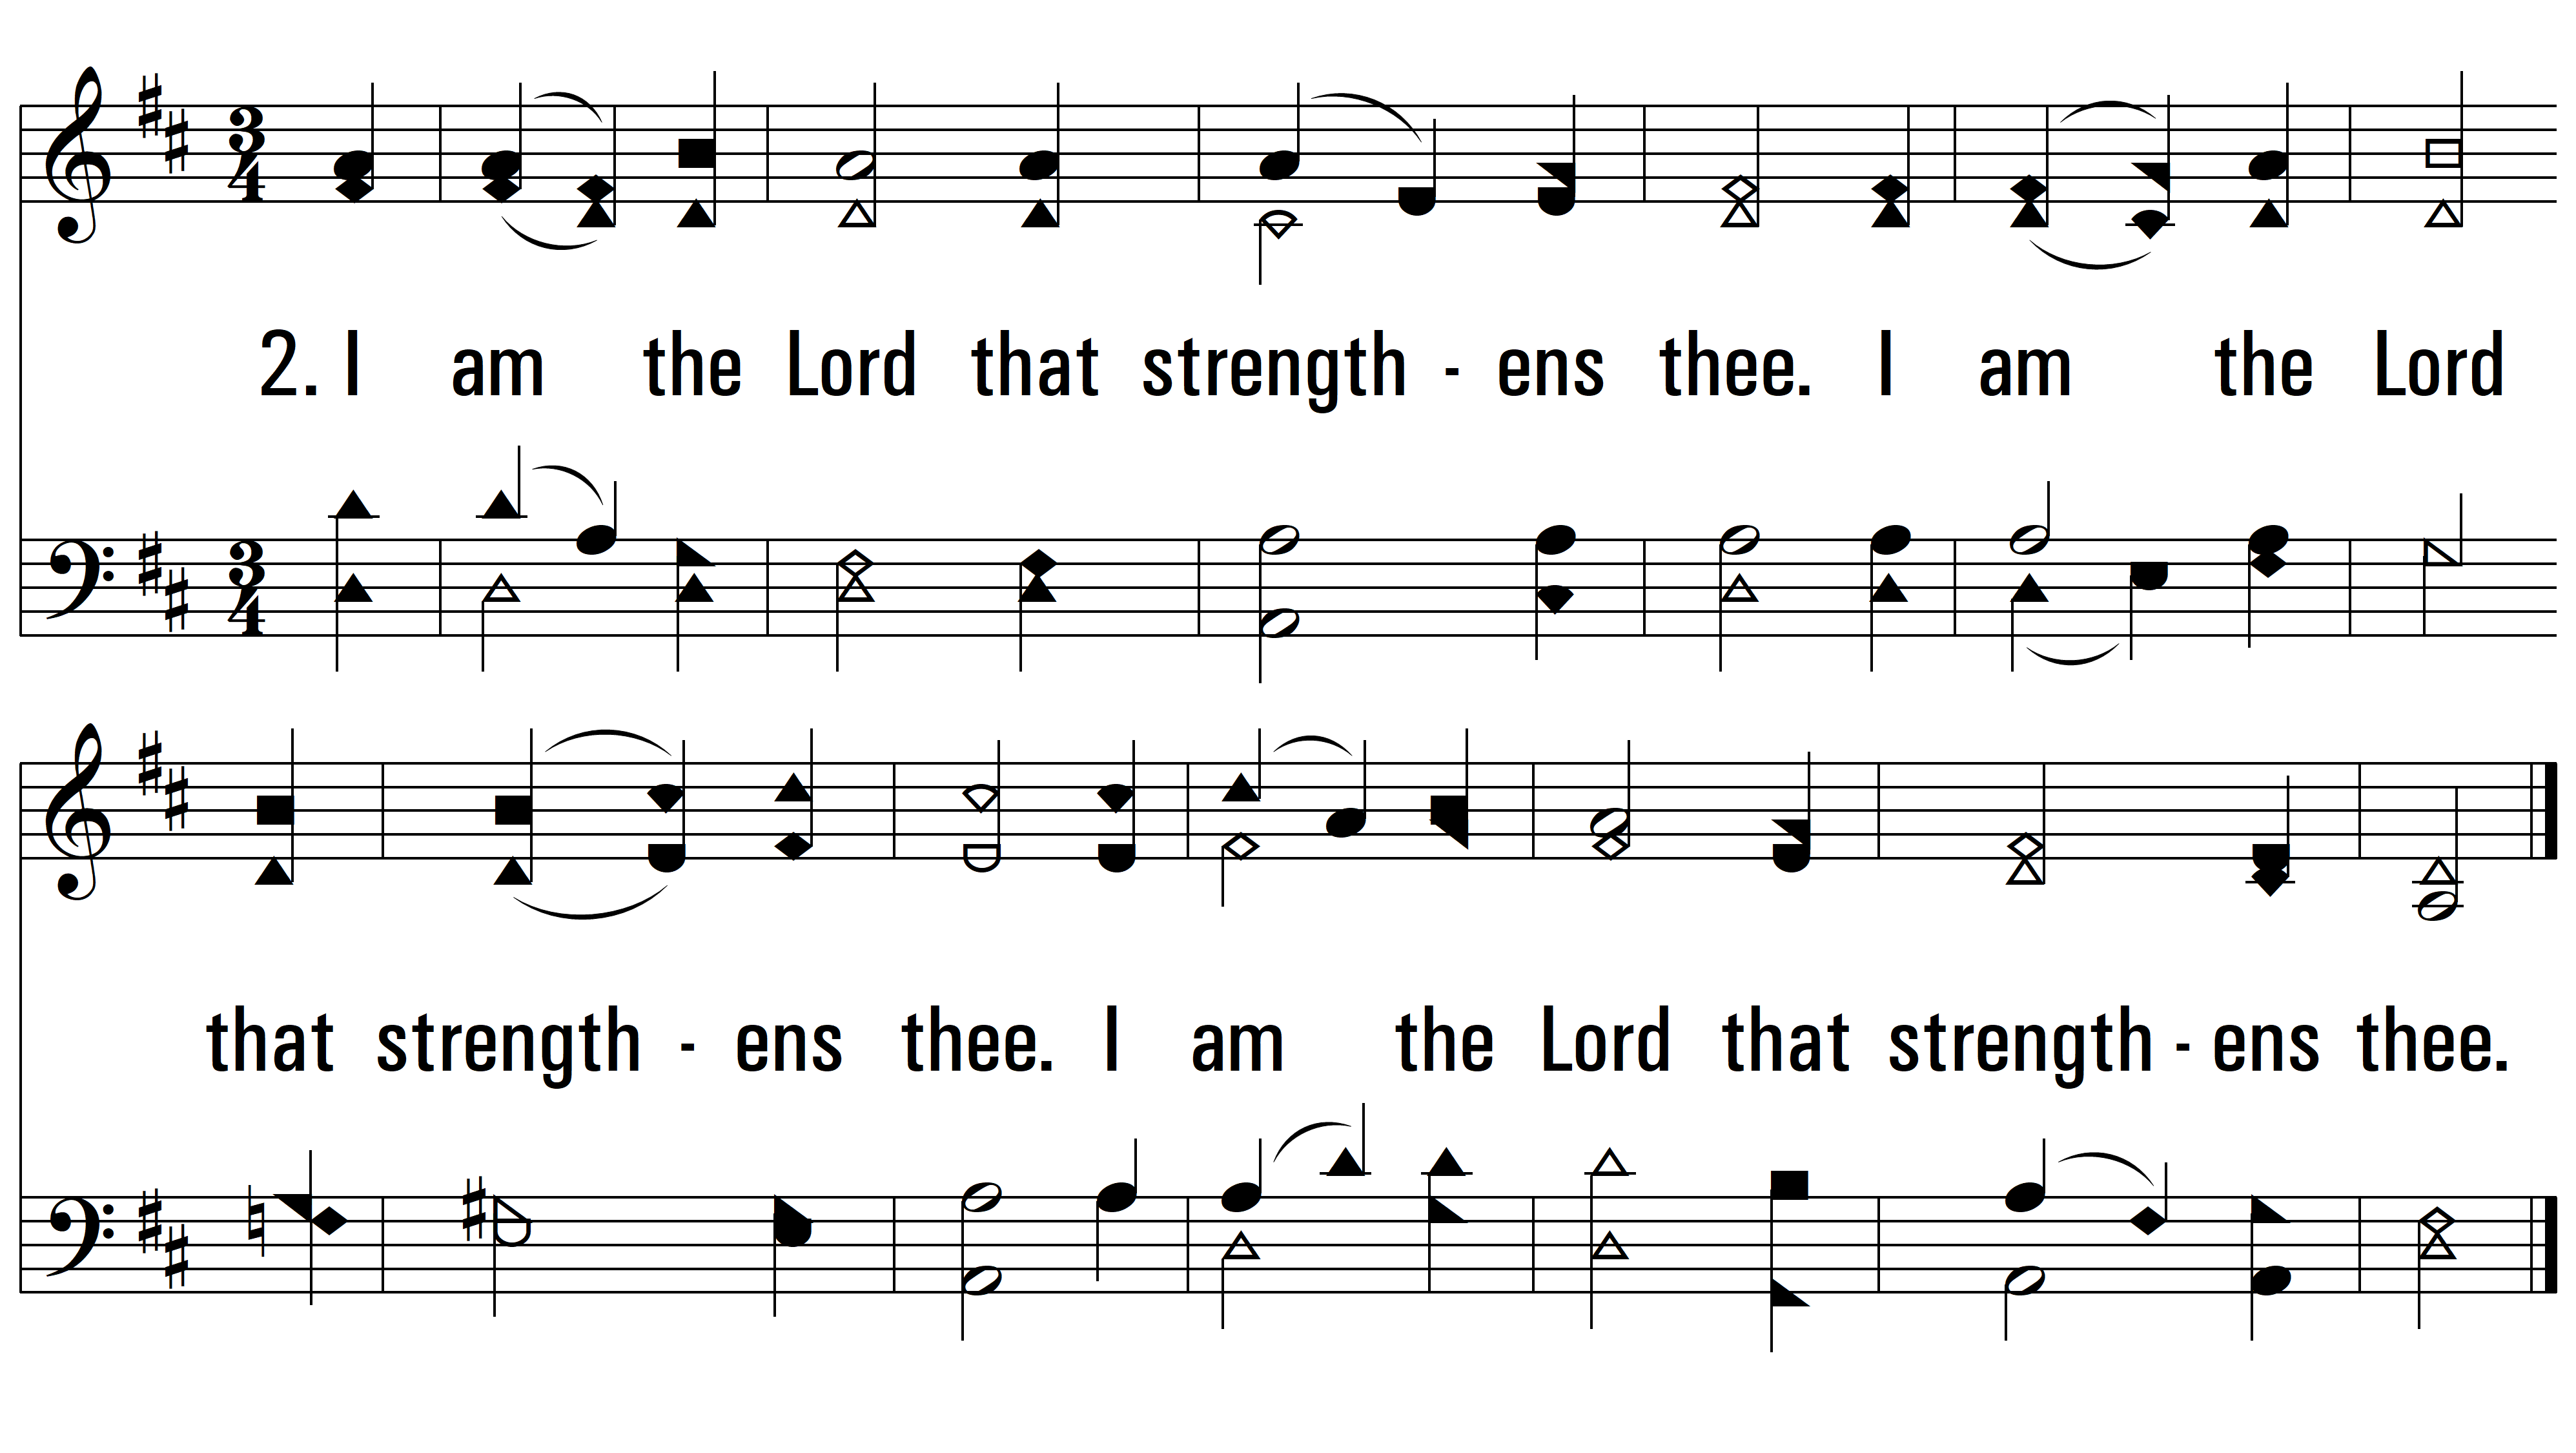 2. I am the Lord that strength - ens thee. I am the Lord
that strength - ens thee. I am the Lord that strength - ens thee.